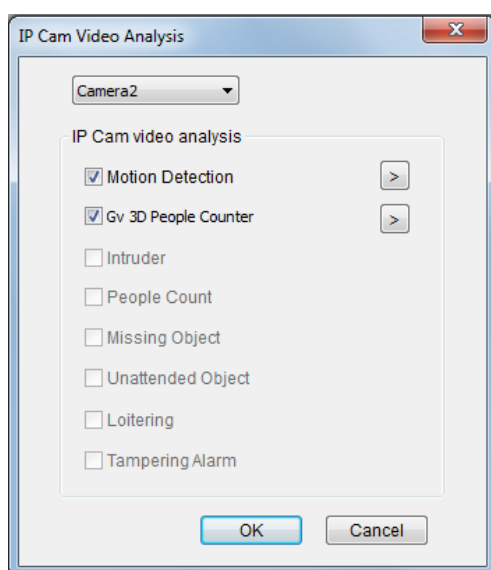 IP Cam Video Analysis
Camera2
IP Cam video analysis
Motion Detection
>
Gv 3D People Counter
>
Intruder
People Count
Missing Object
Unattended Object
Loitering
Tampering Alarm
OK
Cancel